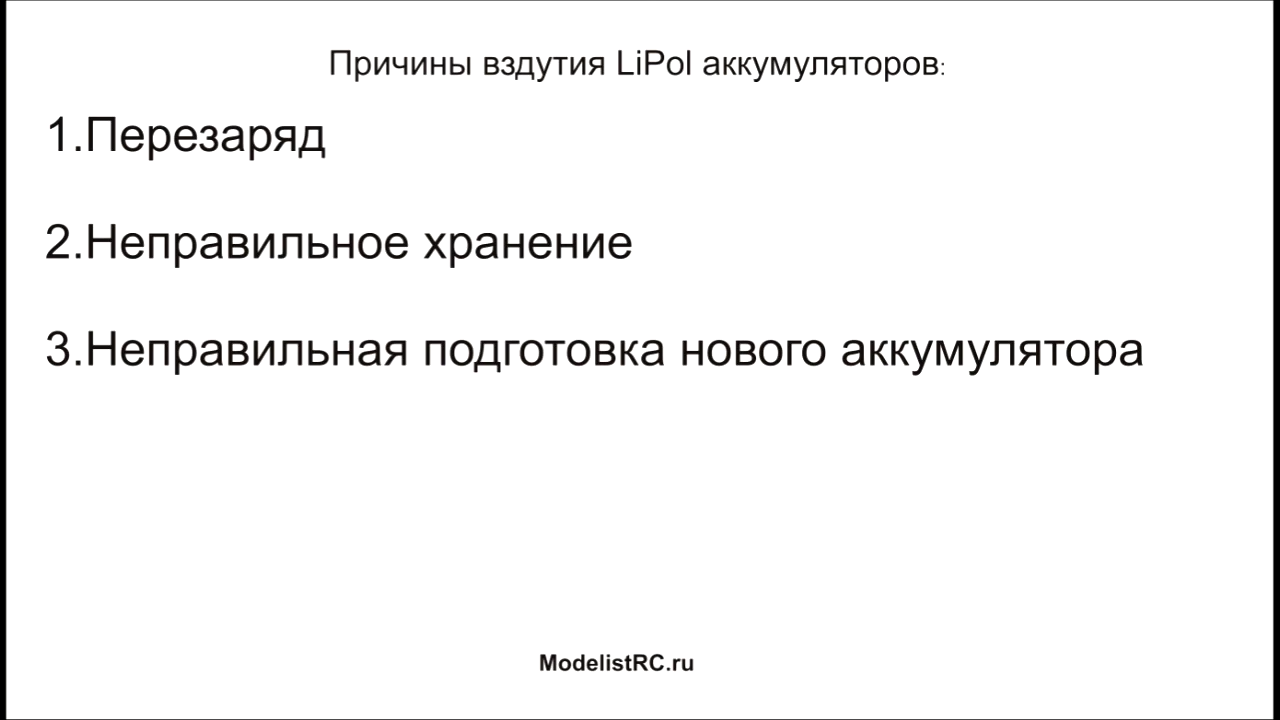 Причины вздутия LiPol аккумуляторов:
1.Перезаряд
2.Неправильное хранение
3.Неправильная подготовка нового аккумулятора
ModelistRC.ru